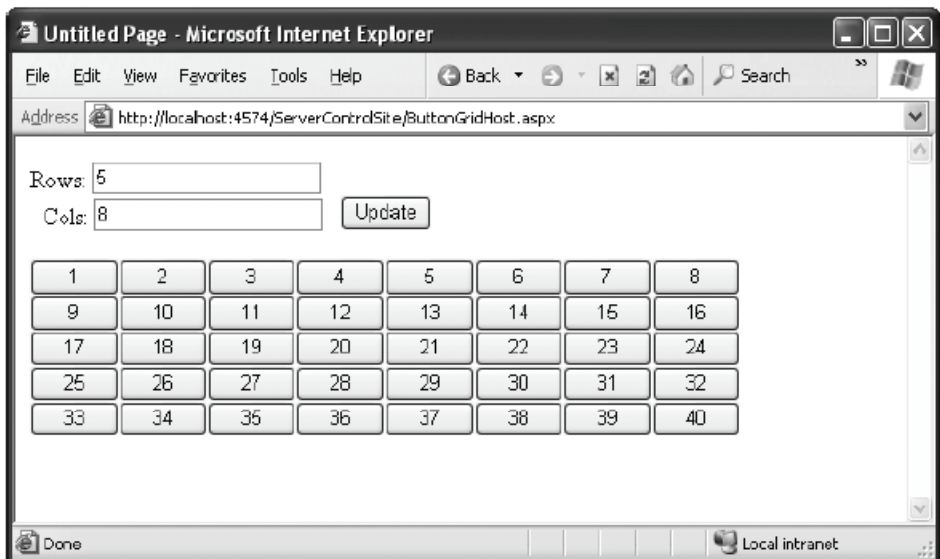 Untitled Page - Microsoft Internet Explorer
File Edit View Favorites Tools Help Back Search »
Address http://localhost:4574/ServerControlSite/ButtonGridHost.aspx
Rows: 5
Cols: 8 Update
1 2 3 4 5 6 7 8
9 10 11 12 13 14 15 16
17 18 19 20 21 22 23 24
25 26 27 28 29 30 31 32
33 34 35 36 37 38 39 40
Done Local intranet